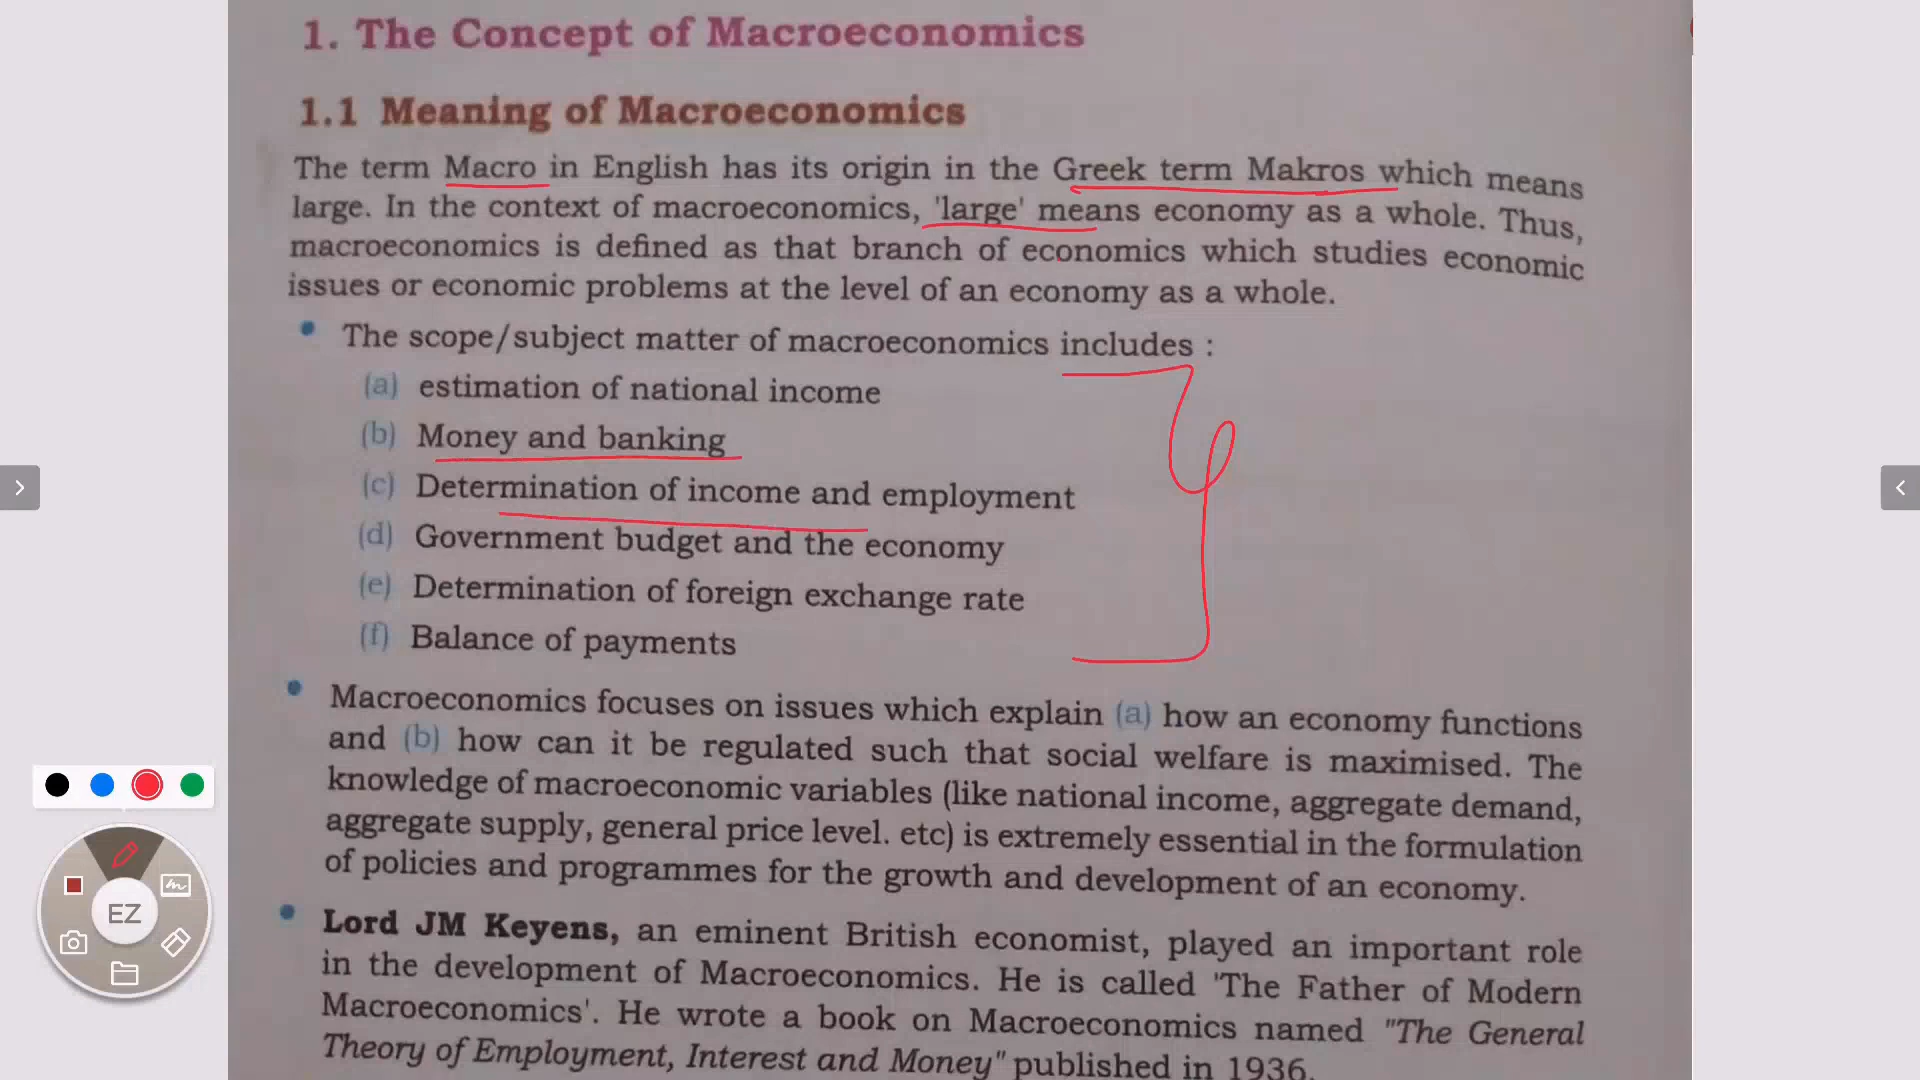 1. The Concept of Macroeconomics
1.1 Meaning of Macroeconomics
The term Macro in English has its origin in the Greek term Makros which means
large. In the context of macroeconomics, 'large' means economy as a whole. Thus,
macroeconomics is defined as that branch of economics which studies economic
issues or economic problems at the level of an economy as a whole.
• The scope/subject matter of macroeconomics includes :
(a) estimation of national income
(b) Money and banking
(c) Determination of income and employment
(d) Government budget and the economy
(e) Determination of foreign exchange rate
(f) Balance of payments
• Macroeconomics focuses on issues which explain (a) how an economy functions
and (b) how can it be regulated such that social welfare is maximised. The
knowledge of macroeconomic variables (like national income, aggregate demand,
aggregate supply, general price level. etc) is extremely essential in the formulation
of policies and programmes for the growth and development of an economy.
• Lord JM Keyens, an eminent British economist, played an important role
in the development of Macroeconomics. He is called 'The Father of Modern
Macroeconomics'. He wrote a book on Macroeconomics named "The General
Theory of Employment, Interest and Money" published in 1936.
EZ